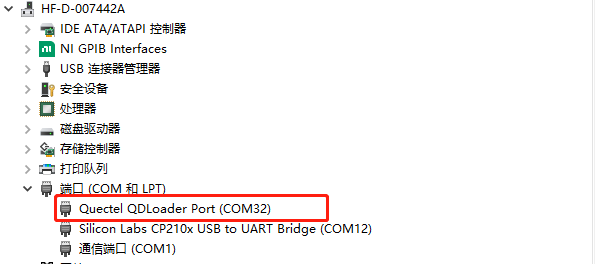 HF-D-007442A
IDE ATA/ATAPI 控制器
NI GPIB Interfaces
USB 连接器管理器
安全设备
处理器
磁盘驱动器
存储控制器
打印队列
端口 (COM 和 LPT)
Quectel QDLoader Port (COM32)
Silicon Labs CP210x USB to UART Bridge (COM12)
通信端口 (COM1)